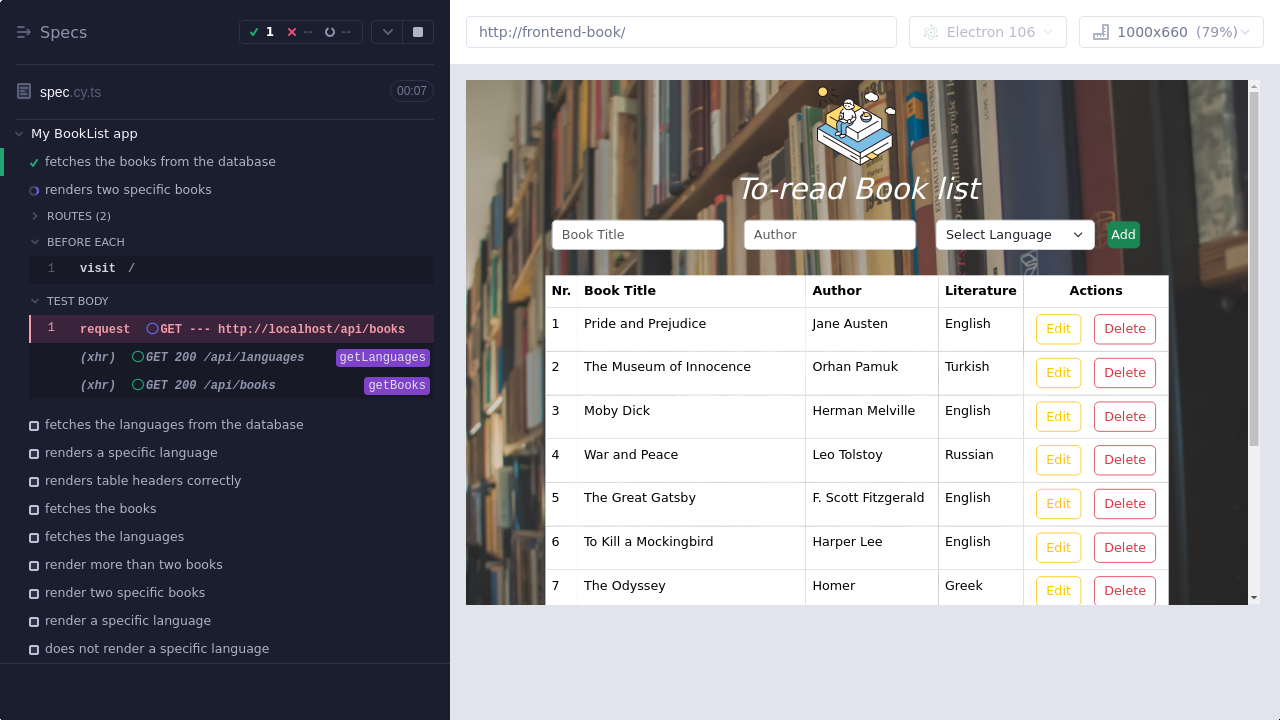 Specs
1
--
--
http://frontend-book/
Electron 106
1000x660 (79%)
spec.cy.ts
00:07
My BookList app
fetches the books from the database
renders two specific books
ROUTES (2)
BEFORE EACH
1 visit /
TEST BODY
1 request GET --- http://localhost/api/books
(xhr) GET 200 /api/languages getLanguages
(xhr) GET 200 /api/books getBooks
fetches the languages from the database
renders a specific language
renders table headers correctly
fetches the books
fetches the languages
render more than two books
render two specific books
render a specific language
does not render a specific language
To-read Book list
Book Title
Author
Select Language
Add
Nr. Book Title Author Literature Actions
1 Pride and Prejudice Jane Austen English Edit Delete
2 The Museum of Innocence Orhan Pamuk Turkish Edit Delete
3 Moby Dick Herman Melville English Edit Delete
4 War and Peace Leo Tolstoy Russian Edit Delete
5 The Great Gatsby F. Scott Fitzgerald English Edit Delete
6 To Kill a Mockingbird Harper Lee English Edit Delete
7 The Odyssey Homer Greek Edit Delete